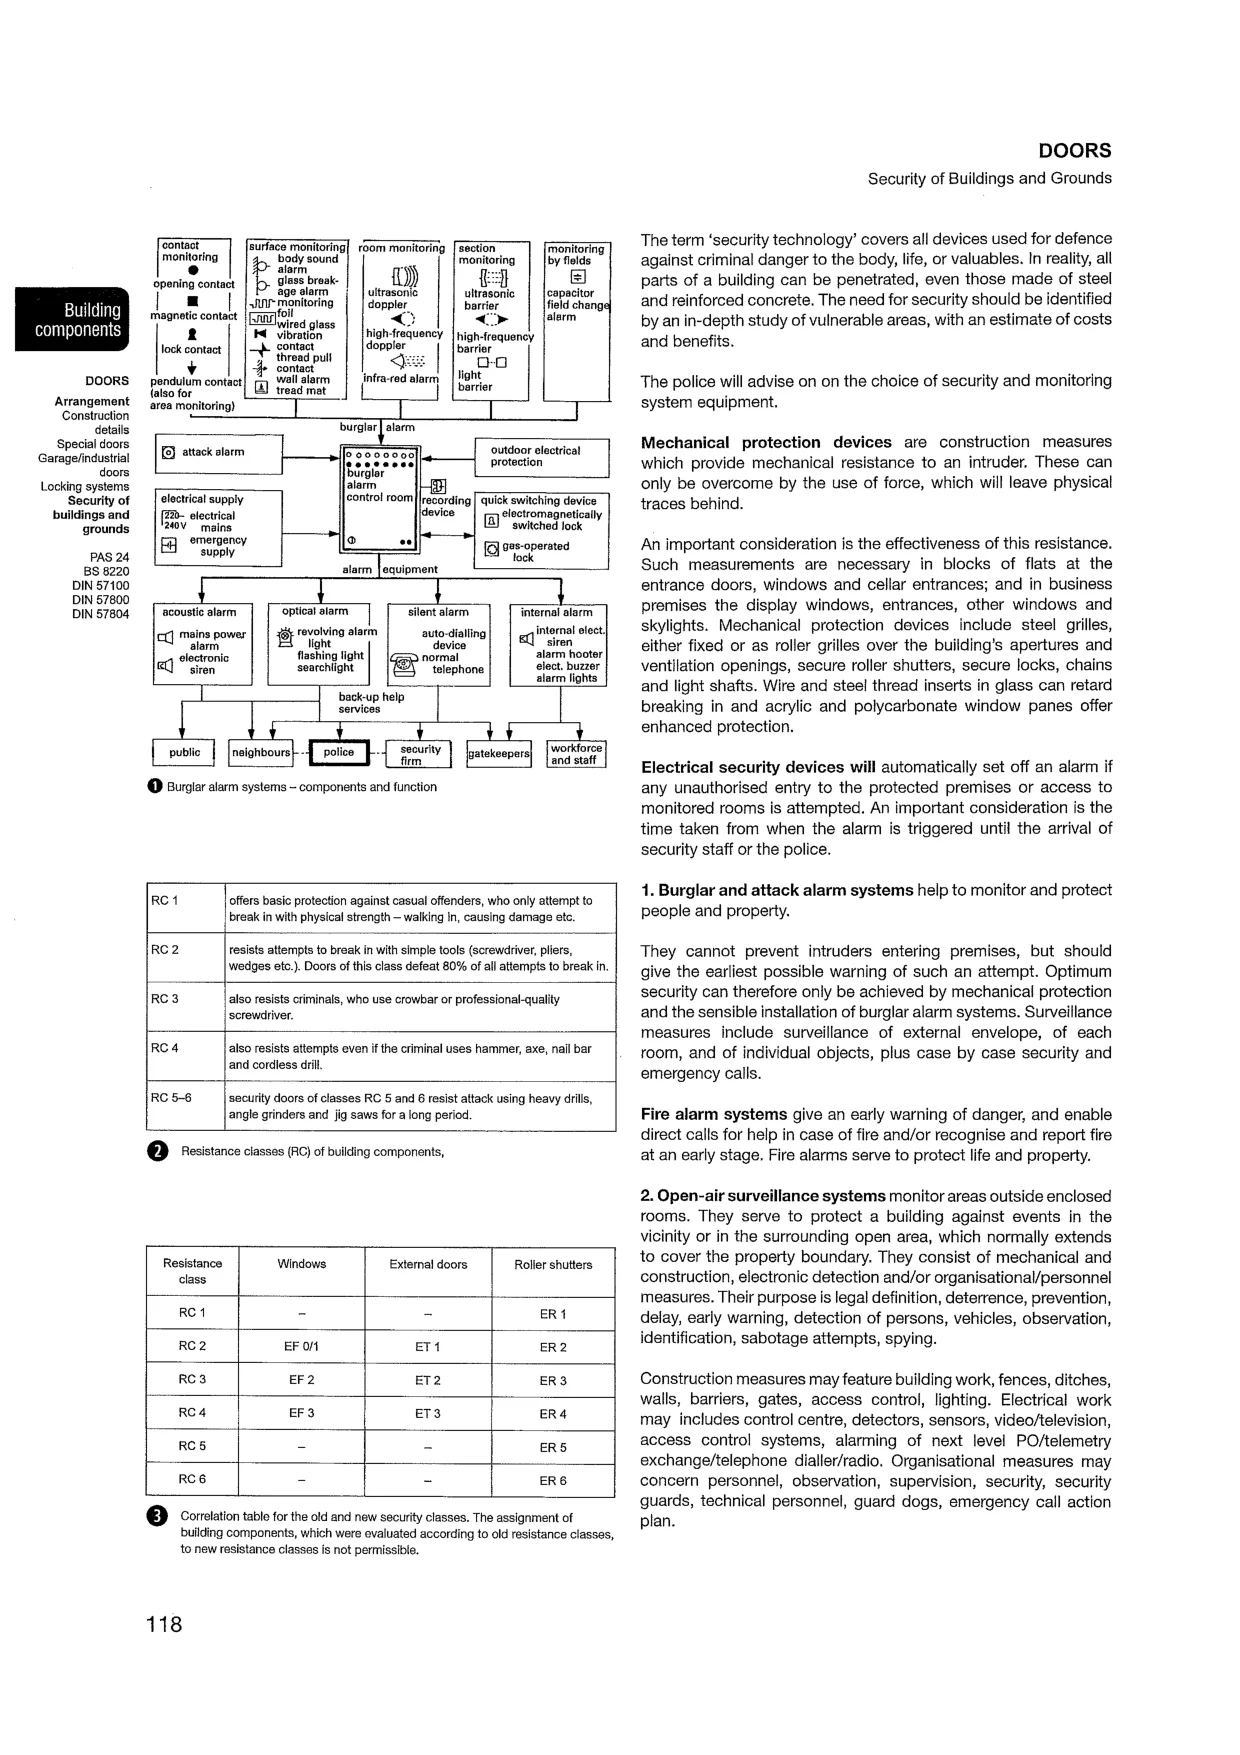 DOORS
Security of Buildings and Grounds
Building
components
DOORS
Arrangement
Construction
details
Special doors
Garage/industrial
doors
Locking systems
Security of
buildings and
grounds
PAS 24
BS 8220
DIN 57100
DIN 57800
DIN 57804
contact
monitoring
opening contact
magnetic contact
lock contact
pendulum contact
(also for
area monitoring)
surface monitoring
body sound
alarm
glass break-
age alarm
monitoring
foil
wired glass
vibration
contact
thread pull
contact
wall alarm
tread mat
room monitoring
ultrasonic
doppler
high-frequency
doppler
infra-red alarm
section
monitoring
ultrasonic
barrier
high-frequency
barrier
light
barrier
monitoring
by fields
capacitor
field change
alarm
burglar alarm
attack alarm
electrical supply
220- electrical
240 V mains
emergency
supply
burglar
alarm
control room
recording
device
outdoor electrical
protection
quick switching device
electromagnetically
switched lock
gas-operated
lock
alarm equipment
acoustic alarm
mains power
alarm
electronic
siren
optical alarm
revolving alarm
light
flashing light
searchlight
silent alarm
auto-dialling
device
normal
telephone
internal alarm
internal elect.
siren
alarm hooter
elect. buzzer
alarm lights
back-up help
services
public
neighbours
police
security
firm
gatekeepers
workforce
and staff
1 Burglar alarm systems – components and function
RC 1 offers basic protection against casual offenders, who only attempt to
break in with physical strength – walking in, causing damage etc.
RC 2 resists attempts to break in with simple tools (screwdriver, pliers,
wedges etc.). Doors of this class defeat 80% of all attempts to break in.
RC 3 also resists criminals, who use crowbar or professional-quality
screwdriver.
RC 4 also resists attempts even if the criminal uses hammer, axe, nail bar
and cordless drill.
RC 5–6 security doors of classes RC 5 and 6 resist attack using heavy drills,
angle grinders and jig saws for a long period.
2 Resistance classes (RC) of building components,
Resistance
class Windows External doors Roller shutters
RC 1 – – ER 1
RC 2 EF 0/1 ET 1 ER 2
RC 3 EF 2 ET 2 ER 3
RC 4 EF 3 ET 3 ER 4
RC 5 – – ER 5
RC 6 – – ER 6
3 Correlation table for the old and new security classes. The assignment of
building components, which were evaluated according to old resistance classes,
to new resistance classes is not permissible.
118
The term ‘security technology’ covers all devices used for defence
against criminal danger to the body, life, or valuables. In reality, all
parts of a building can be penetrated, even those made of steel
and reinforced concrete. The need for security should be identified
by an in-depth study of vulnerable areas, with an estimate of costs
and benefits.
The police will advise on on the choice of security and monitoring
system equipment.
Mechanical protection devices are construction measures
which provide mechanical resistance to an intruder. These can
only be overcome by the use of force, which will leave physical
traces behind.
An important consideration is the effectiveness of this resistance.
Such measurements are necessary in blocks of flats at the
entrance doors, windows and cellar entrances; and in business
premises the display windows, entrances, other windows and
skylights. Mechanical protection devices include steel grilles,
either fixed or as roller grilles over the building’s apertures and
ventilation openings, secure roller shutters, secure locks, chains
and light shafts. Wire and steel thread inserts in glass can retard
breaking in and acrylic and polycarbonate window panes offer
enhanced protection.
Electrical security devices will automatically set off an alarm if
any unauthorised entry to the protected premises or access to
monitored rooms is attempted. An important consideration is the
time taken from when the alarm is triggered until the arrival of
security staff or the police.
1. Burglar and attack alarm systems help to monitor and protect
people and property.
They cannot prevent intruders entering premises, but should
give the earliest possible warning of such an attempt. Optimum
security can therefore only be achieved by mechanical protection
and the sensible installation of burglar alarm systems. Surveillance
measures include surveillance of external envelope, of each
room, and of individual objects, plus case by case security and
emergency calls.
Fire alarm systems give an early warning of danger, and enable
direct calls for help in case of fire and/or recognise and report fire
at an early stage. Fire alarms serve to protect life and property.
2. Open-air surveillance systems monitor areas outside enclosed
rooms. They serve to protect a building against events in the
vicinity or in the surrounding open area, which normally extends
to cover the property boundary. They consist of mechanical and
construction, electronic detection and/or organisational/personnel
measures. Their purpose is legal definition, deterrence, prevention,
delay, early warning, detection of persons, vehicles, observation,
identification, sabotage attempts, spying.
Construction measures may feature building work, fences, ditches,
walls, barriers, gates, access control, lighting. Electrical work
may includes control centre, detectors, sensors, video/television,
access control systems, alarming of next level PO/telemetry
exchange/telephone dialler/radio. Organisational measures may
concern personnel, observation, supervision, security, security
guards, technical personnel, guard dogs, emergency call action
plan.